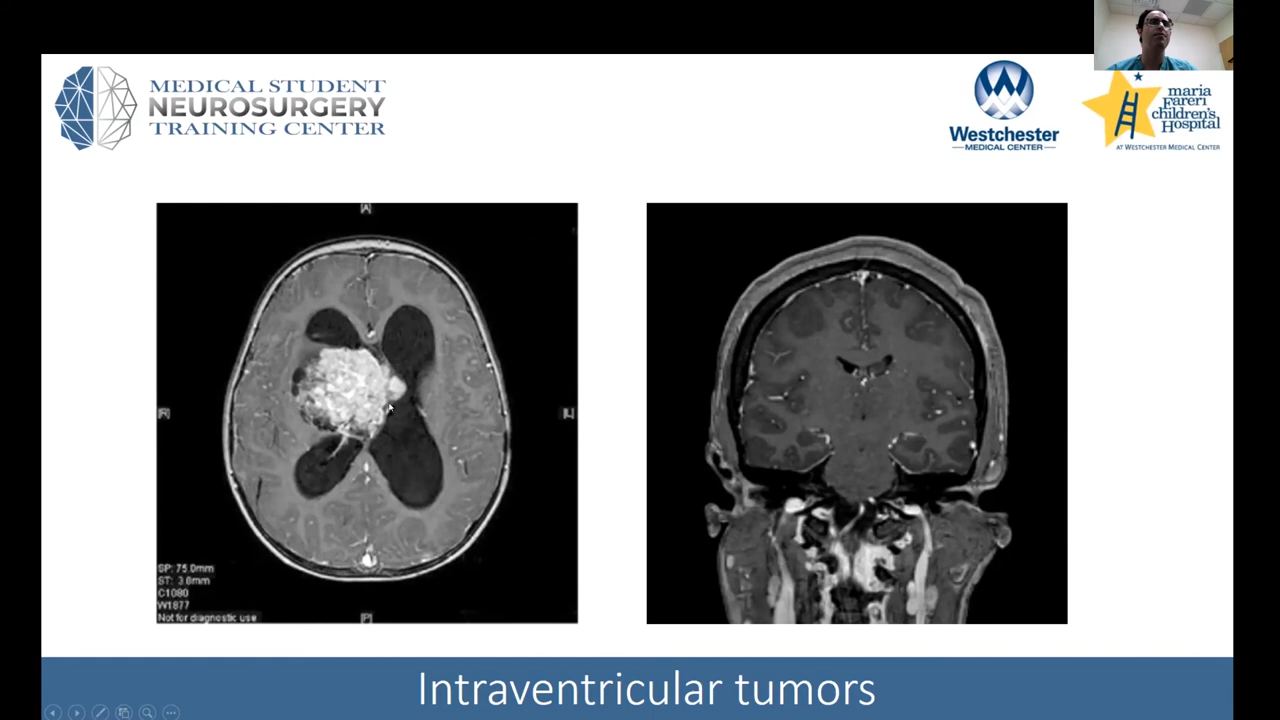 MEDICAL STUDENT
NEUROSURGERY
TRAINING CENTER
Westchester
MEDICAL CENTER
maria
Fareri
children's
Hospital
AT WESTCHESTER MEDICAL CENTER
[A]
[R]
[L]
SP: 75.0mm
ST: 3.0mm
C1080
W1877
Not for diagnostic use
[P]
Intraventricular tumors